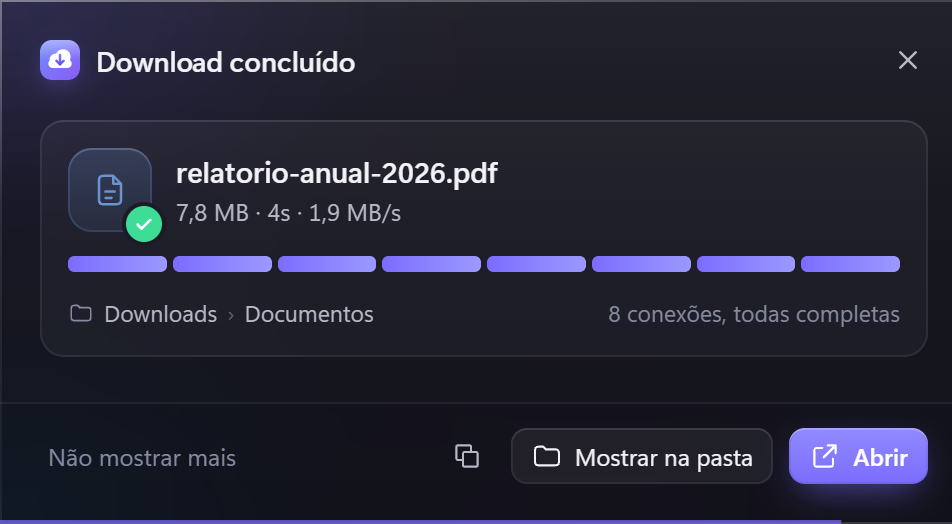 Download concluído
relatorio-anual-2026.pdf
7,8 MB · 4s · 1,9 MB/s
Downloads › Documentos
8 conexões, todas completas
Não mostrar mais
Mostrar na pasta
Abrir